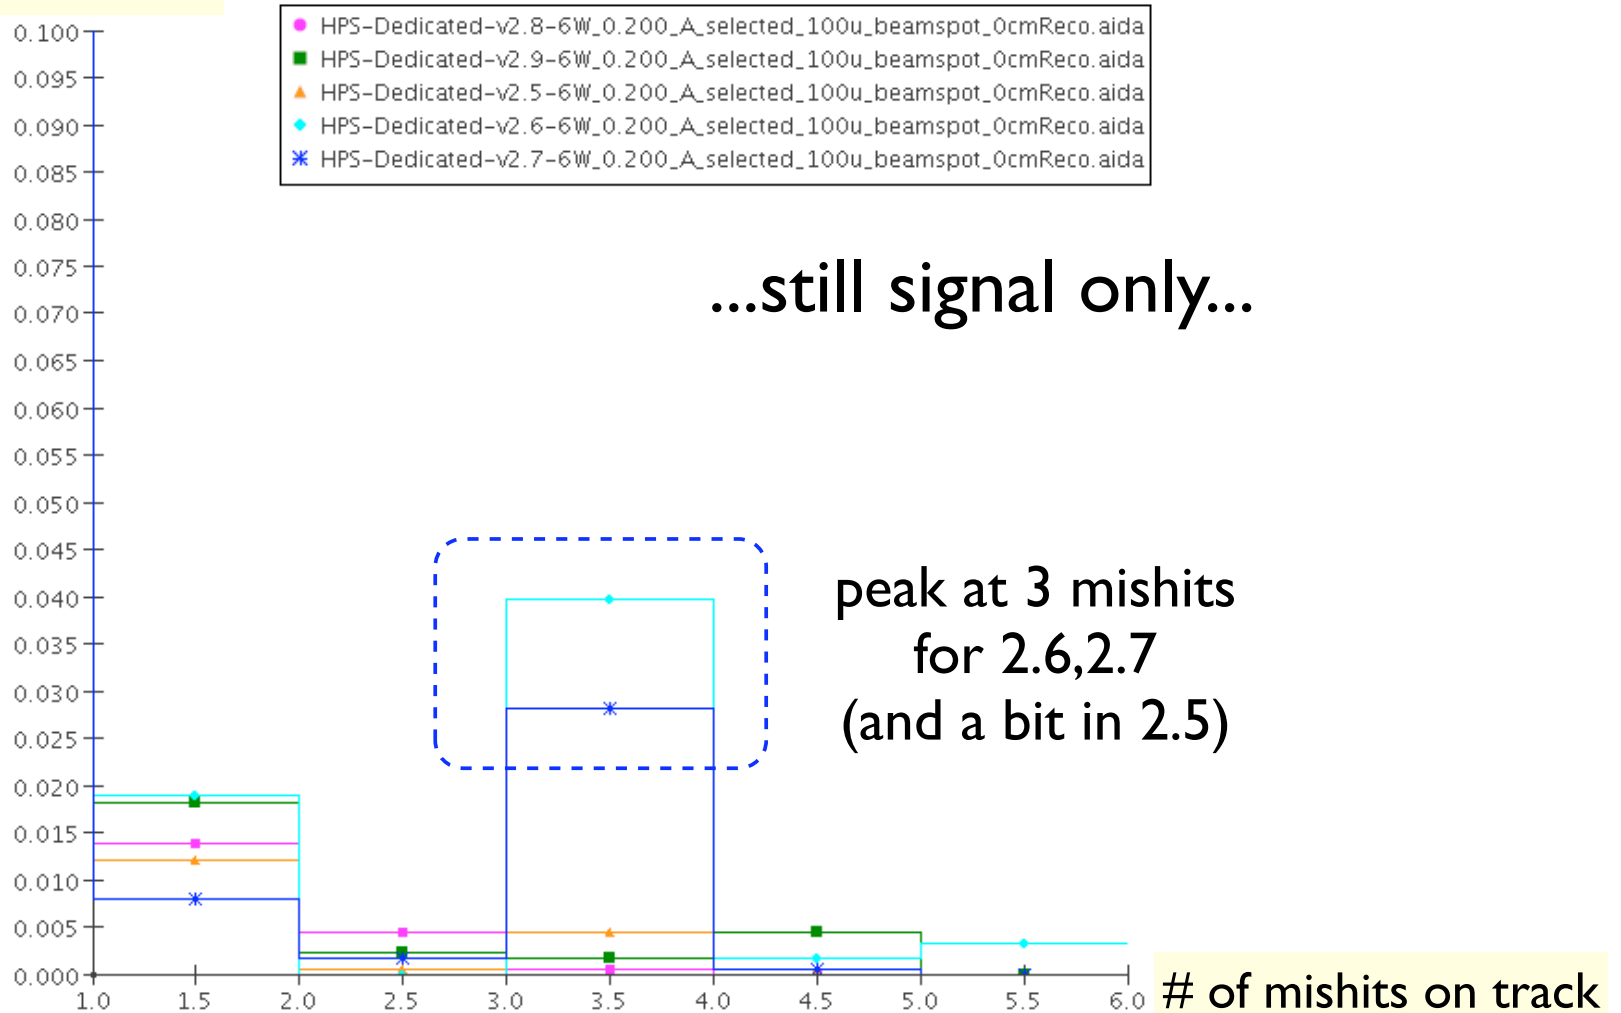 HPS-Dedicated-v2.8-6W_0.200_A_selected_100u_beamspot_0cmReco.aida
HPS-Dedicated-v2.9-6W_0.200_A_selected_100u_beamspot_0cmReco.aida
HPS-Dedicated-v2.5-6W_0.200_A_selected_100u_beamspot_0cmReco.aida
HPS-Dedicated-v2.6-6W_0.200_A_selected_100u_beamspot_0cmReco.aida
HPS-Dedicated-v2.7-6W_0.200_A_selected_100u_beamspot_0cmReco.aida
0.100
0.095
0.090
0.085
0.080
0.075
0.070
0.065
0.060
0.055
0.050
0.045
0.040
0.035
0.030
0.025
0.020
0.015
0.010
0.005
0.000
...still signal only...
peak at 3 mishits
for 2.6,2.7
(and a bit in 2.5)
1.0 1.5 2.0 2.5 3.0 3.5 4.0 4.5 5.0 5.5 6.0
# of mishits on track